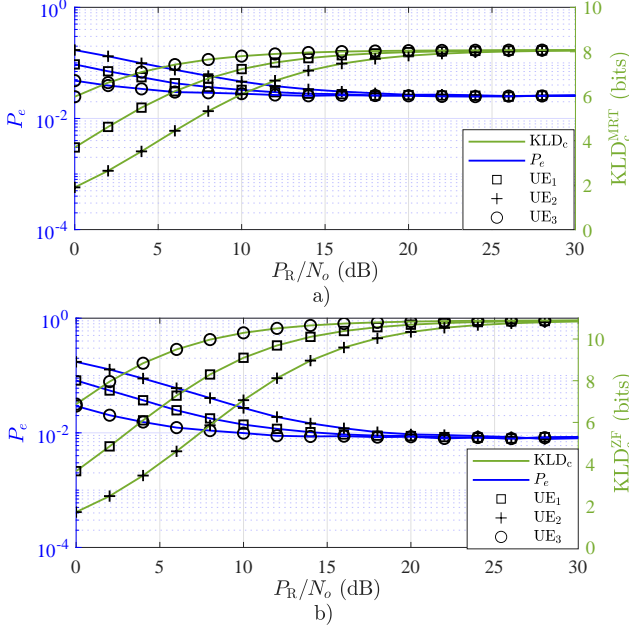 10^0
10^-2
10^-4
P_e
10
8
6
4
2
0
KLD_c^MRT (bits)
KLD_c
P_e
UE_1
UE_2
UE_3
0 5 10 15 20 25 30
P_R/N_o (dB)
a)
10^0
10^-2
10^-4
P_e
10
8
6
4
2
0
KLD_c^ZF (bits)
KLD_c
P_e
UE_1
UE_2
UE_3
0 5 10 15 20 25 30
P_R/N_o (dB)
b)